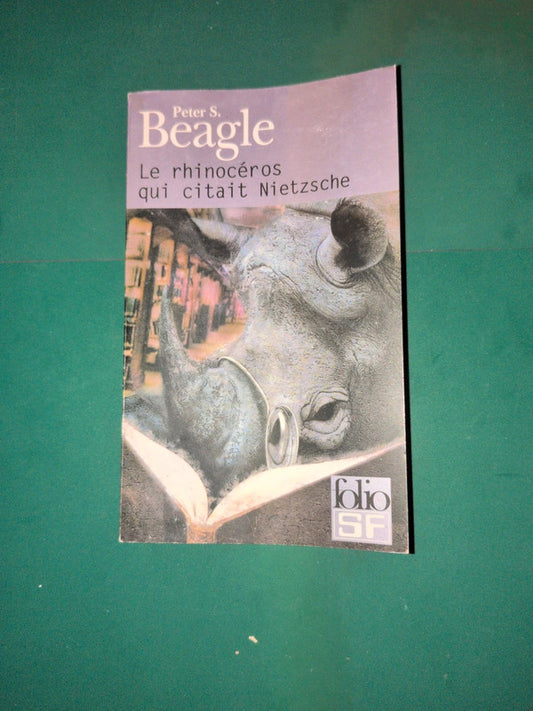 Peter S.
Beagle
Le rhinocéros
qui citait Nietzsche
folio
SF